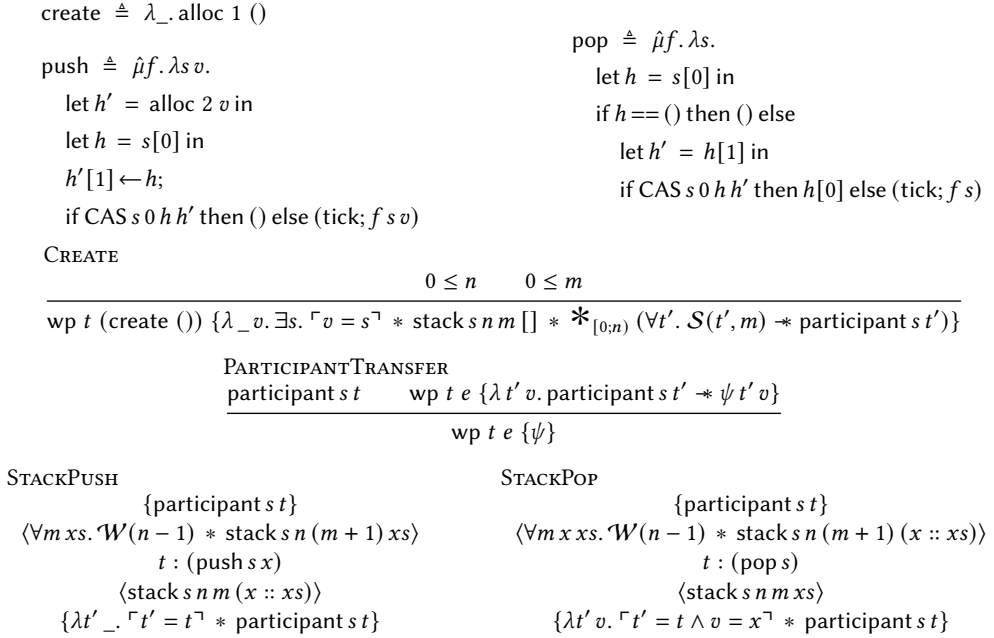 create ≜ λ_. alloc 1 ()
push ≜ μ̂f. λs v.
let h′ = alloc 2 v in
let h = s[0] in
h′[1] ← h;
if CAS s 0 h h′ then () else (tick; f s v)
pop ≜ μ̂f. λs.
let h = s[0] in
if h == () then () else
let h′ = h[1] in
if CAS s 0 h h′ then h[0] else (tick; f s)
CREATE
0 ≤ n 0 ≤ m
wp t (create ()) {λ _ v. ∃s. ⌜v = s⌝ ∗ stack s n m [] ∗ ∗[0;n) (∀t′. 𝓢(t′, m) −∗ participant s t′)}
PARTICIPANTTRANSFER
participant s t wp t e {λ t′ v. participant s t′ −∗ ψ t′ v}
wp t e {ψ}
STACKPUSH
{participant s t}
⟨∀m xs. 𝓦(n − 1) ∗ stack s n (m + 1) xs⟩
t : (push s x)
⟨stack s n m (x :: xs)⟩
{λt′ _. ⌜t′ = t⌝ ∗ participant s t}
STACKPOP
{participant s t}
⟨∀m x xs. 𝓦(n − 1) ∗ stack s n (m + 1) (x :: xs)⟩
t : (pop s)
⟨stack s n m xs⟩
{λt′ v. ⌜t′ = t ∧ v = x⌝ ∗ participant s t}